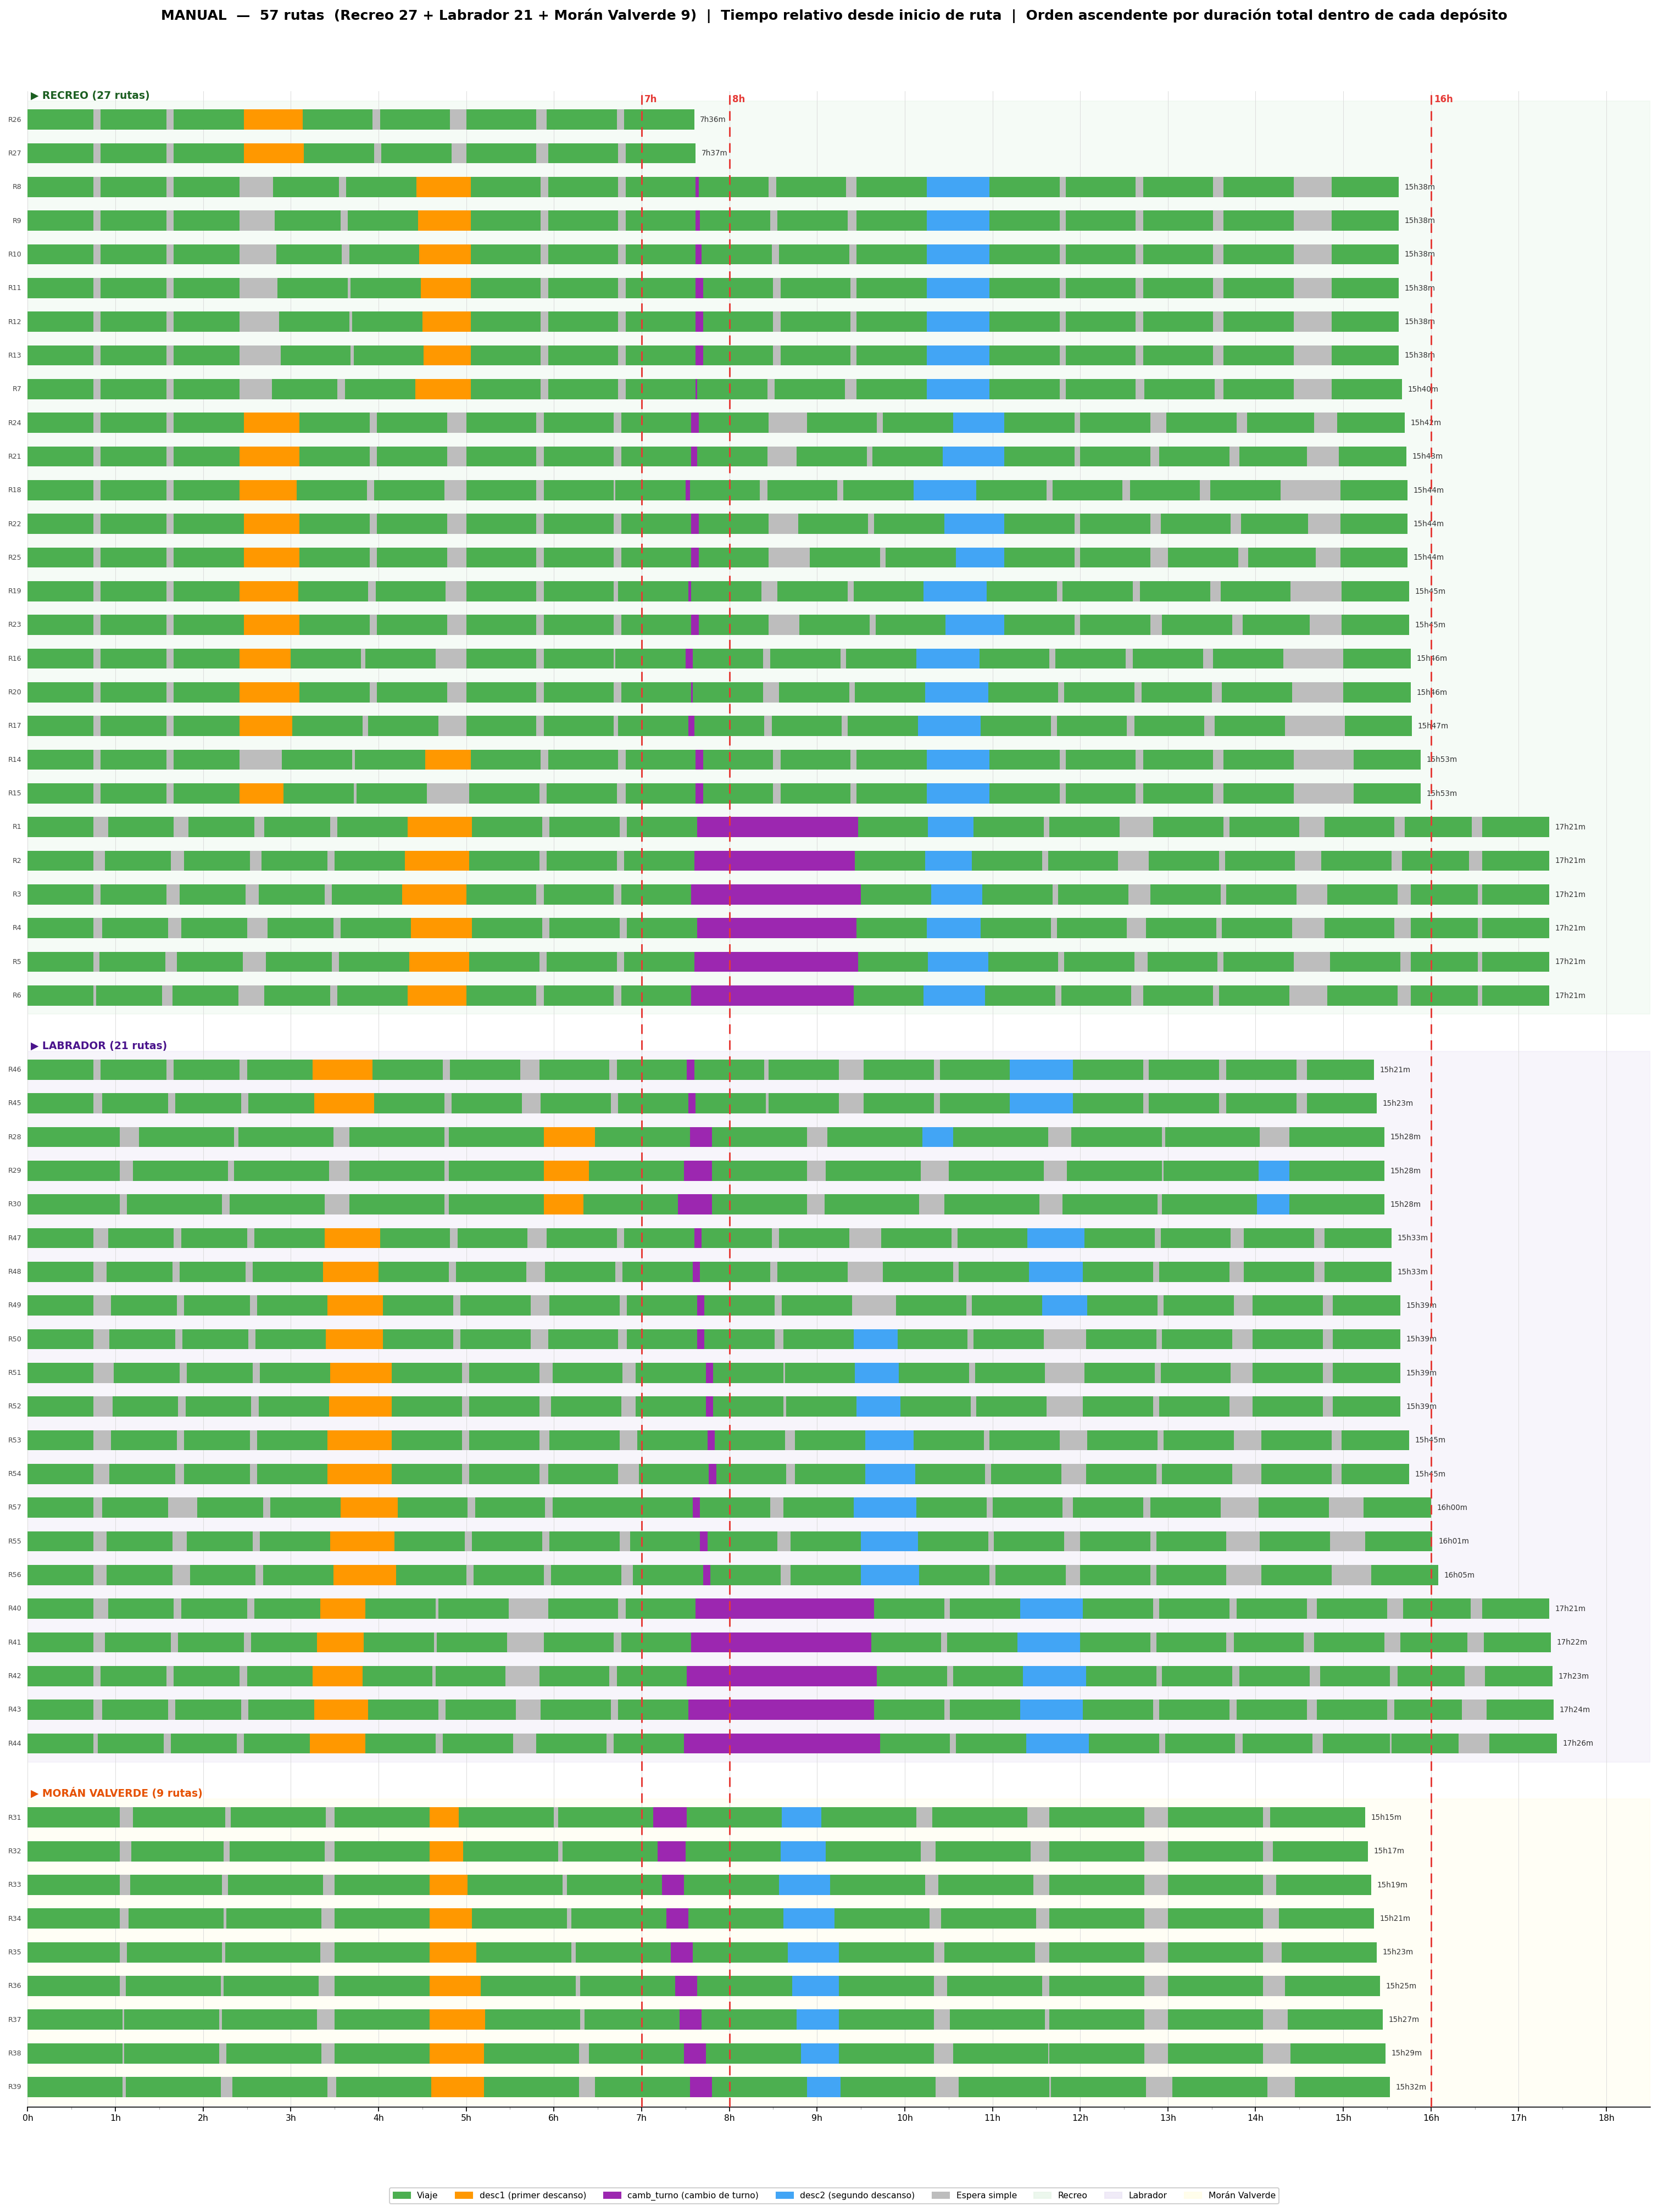 MANUAL — 57 rutas (Recreo 27 + Labrador 21 + Morán Valverde 9) | Tiempo relativo desde inicio de ruta | Orden ascendente por duración total dentro de cada depósito
▶ RECREO (27 rutas)
7h 8h 16h
R26 7h36m
R27 7h37m
R8 15h38m
R9 15h38m
R10 15h38m
R11 15h38m
R12 15h38m
R13 15h38m
R7 15h40m
R24 15h42m
R21 15h43m
R18 15h44m
R22 15h44m
R25 15h44m
R19 15h45m
R23 15h45m
R16 15h46m
R20 15h46m
R17 15h47m
R14 15h53m
R15 15h53m
R1 17h21m
R2 17h21m
R3 17h21m
R4 17h21m
R5 17h21m
R6 17h21m
▶ LABRADOR (21 rutas)
R46 15h21m
R45 15h23m
R28 15h28m
R29 15h28m
R30 15h28m
R47 15h33m
R48 15h33m
R49 15h39m
R50 15h39m
R51 15h39m
R52 15h39m
R53 15h45m
R54 15h45m
R57 16h00m
R55 16h01m
R56 16h05m
R40 17h21m
R41 17h22m
R42 17h23m
R43 17h24m
R44 17h26m
▶ MORÁN VALVERDE (9 rutas)
R31 15h15m
R32 15h17m
R33 15h19m
R34 15h21m
R35 15h23m
R36 15h25m
R37 15h27m
R38 15h29m
R39 15h32m
0h 1h 2h 3h 4h 5h 6h 7h 8h 9h 10h 11h 12h 13h 14h 15h 16h 17h 18h
Viaje desc1 (primer descanso) camb_turno (cambio de turno) desc2 (segundo descanso) Espera simple Recreo Labrador Morán Valverde